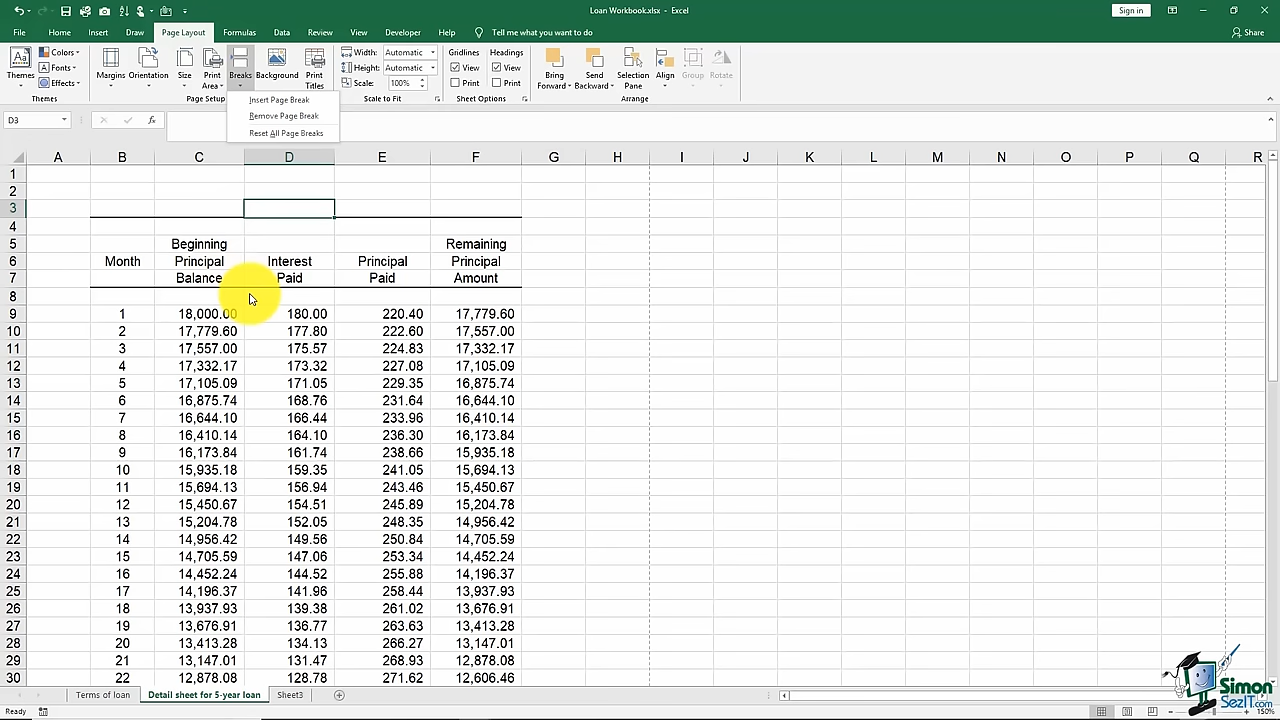 Loan Workbook.xlsx - Excel
Sign in
File Home Insert Draw Page Layout Formulas Data Review View Developer Help Tell me what you want to do Share
Themes Colors Fonts Effects
Margins Orientation Size Print Area Breaks Background Print Titles
Width: Automatic
Height: Automatic
Scale: 100%
Gridlines View Print
Headings View Print
Bring Forward Send Backward Selection Pane Align Group Rotate
Themes Page Setup Scale to Fit Sheet Options Arrange
Insert Page Break
Remove Page Break
Reset All Page Breaks
D3 fx
A B C D E F G H I J K L M N O P Q R
1
2
3
4
5 Beginning Remaining
6 Month Principal Interest Principal Principal
7 Balance Paid Paid Amount
8
9 1 18,000.00 180.00 220.40 17,779.60
10 2 17,779.60 177.80 222.60 17,557.00
11 3 17,557.00 175.57 224.83 17,332.17
12 4 17,332.17 173.32 227.08 17,105.09
13 5 17,105.09 171.05 229.35 16,875.74
14 6 16,875.74 168.76 231.64 16,644.10
15 7 16,644.10 166.44 233.96 16,410.14
16 8 16,410.14 164.10 236.30 16,173.84
17 9 16,173.84 161.74 238.66 15,935.18
18 10 15,935.18 159.35 241.05 15,694.13
19 11 15,694.13 156.94 243.46 15,450.67
20 12 15,450.67 154.51 245.89 15,204.78
21 13 15,204.78 152.05 248.35 14,956.42
22 14 14,956.42 149.56 250.84 14,705.59
23 15 14,705.59 147.06 253.34 14,452.24
24 16 14,452.24 144.52 255.88 14,196.37
25 17 14,196.37 141.96 258.44 13,937.93
26 18 13,937.93 139.38 261.02 13,676.91
27 19 13,676.91 136.77 263.63 13,413.28
28 20 13,413.28 134.13 266.27 13,147.01
29 21 13,147.01 131.47 268.93 12,878.08
30 22 12,878.08 128.78 271.62 12,606.46
Terms of loan Detail sheet for 5-year loan Sheet3
Ready
150%
Simon
SezIT.com